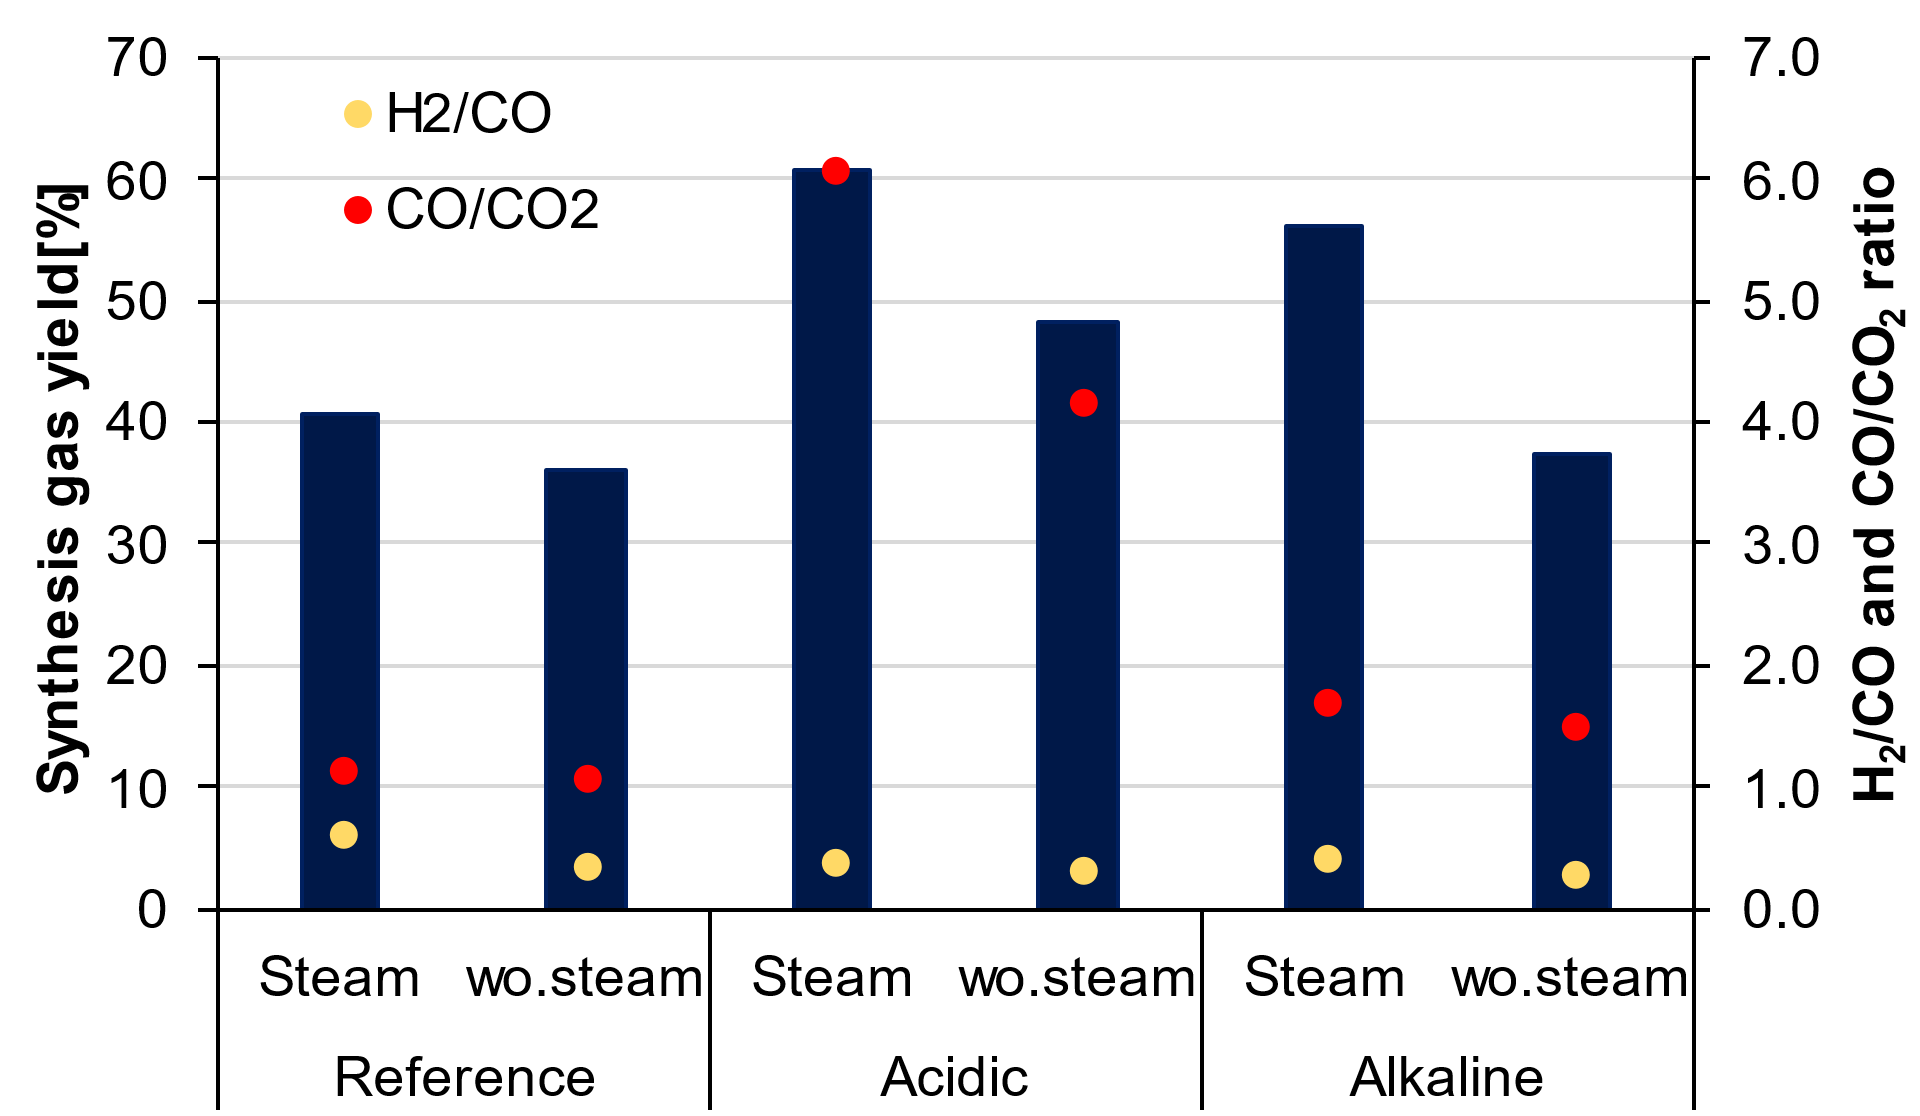 70
60
50
40
30
20
10
0
Synthesis gas yield[%]
H2/CO
CO/CO2
7.0
6.0
5.0
4.0
3.0
2.0
1.0
0.0
H₂/CO and CO/CO₂ ratio
Steam wo.steam Steam wo.steam Steam wo.steam
Reference Acidic Alkaline